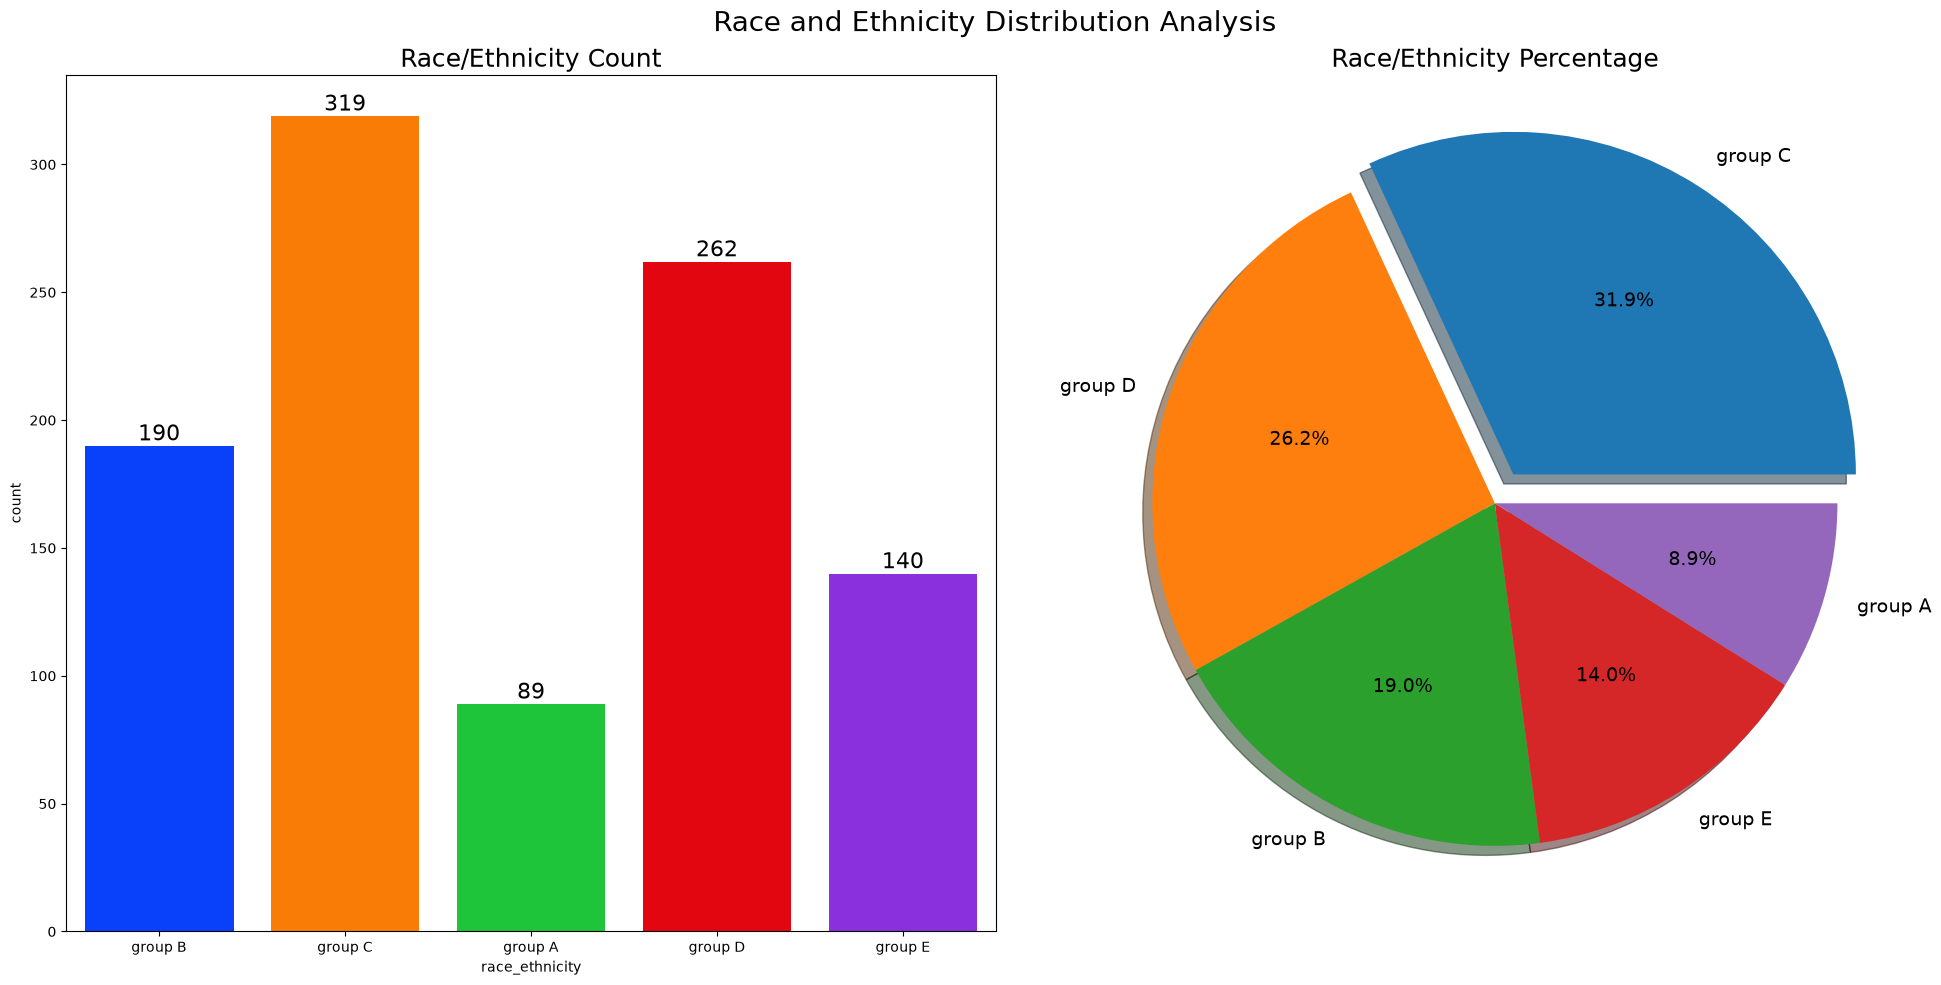 Race and Ethnicity Distribution Analysis
Race/Ethnicity Count
319
262
190
140
89
300
250
200
150
100
50
0
count
group B
group C
group A
group D
group E
race_ethnicity
Race/Ethnicity Percentage
group C
31.9%
group D
26.2%
8.9%
group A
19.0%
14.0%
group E
group B